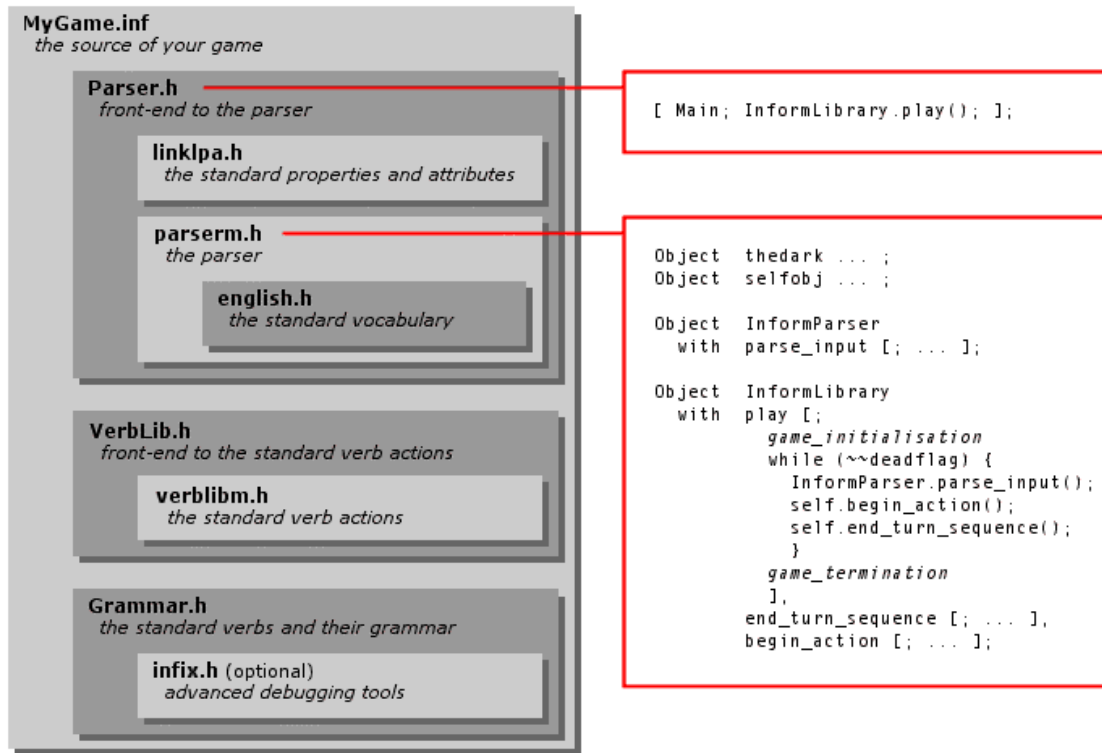 MyGame.inf
the source of your game
Parser.h
front-end to the parser
linklpa.h
the standard properties and attributes
parserm.h
the parser
english.h
the standard vocabulary
VerbLib.h
front-end to the standard verb actions
verblibm.h
the standard verb actions
Grammar.h
the standard verbs and their grammar
infix.h (optional)
advanced debugging tools
[ Main; InformLibrary.play(); ];
Object thedark ... ;
Object selfobj ... ;
Object InformParser
with parse_input [; ... ];
Object InformLibrary
with play [;
game_initialisation
while (~~deadflag) {
InformParser.parse_input();
self.begin_action();
self.end_turn_sequence();
}
game_termination
],
end_turn_sequence [; ... ],
begin_action [; ... ];